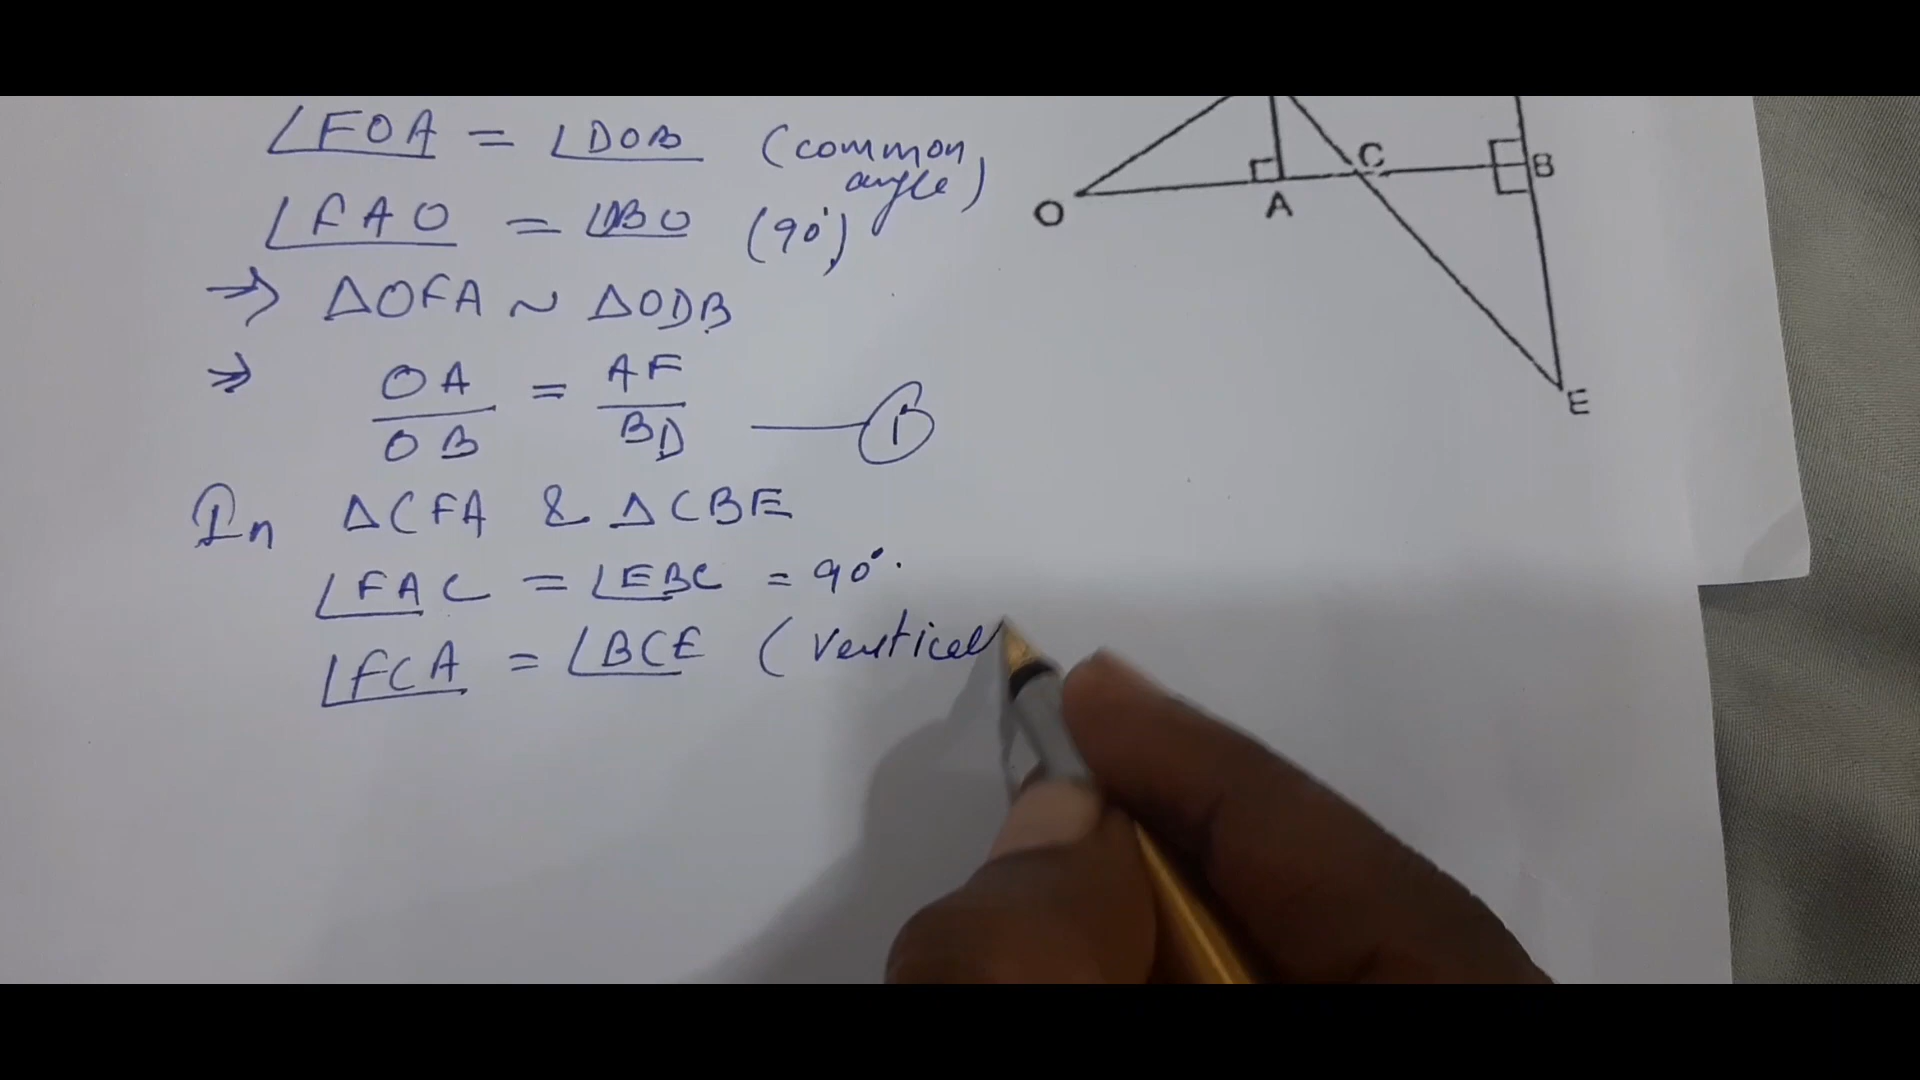 ∠FOA = ∠DOB (common angle)
∠FAO = ∠DBO (90°)
⇒ ΔOFA ~ ΔODB
⇒ OA/OB = AF/BD — B
In ΔCFA & ΔCBE
∠FAC = ∠EBC = 90°.
∠FCA = ∠BCE (vertical
O
A
C
B
E